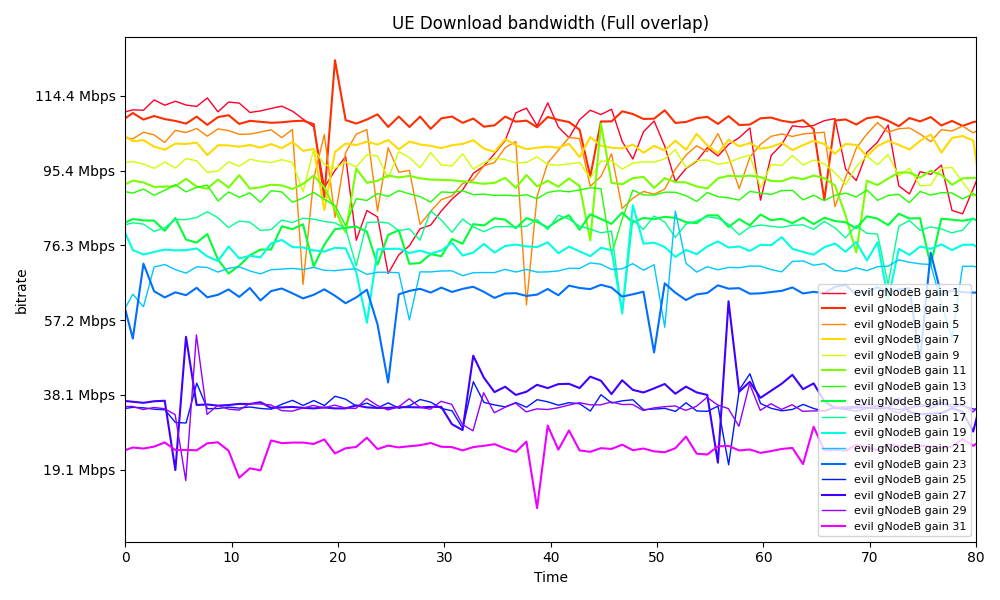 UE Download bandwidth (Full overlap)
114.4 Mbps
95.4 Mbps
76.3 Mbps
57.2 Mbps
38.1 Mbps
19.1 Mbps
bitrate
0 10 20 30 40 50 60 70 80
Time
evil gNodeB gain 1
evil gNodeB gain 3
evil gNodeB gain 5
evil gNodeB gain 7
evil gNodeB gain 9
evil gNodeB gain 11
evil gNodeB gain 13
evil gNodeB gain 15
evil gNodeB gain 17
evil gNodeB gain 19
evil gNodeB gain 21
evil gNodeB gain 23
evil gNodeB gain 25
evil gNodeB gain 27
evil gNodeB gain 29
evil gNodeB gain 31